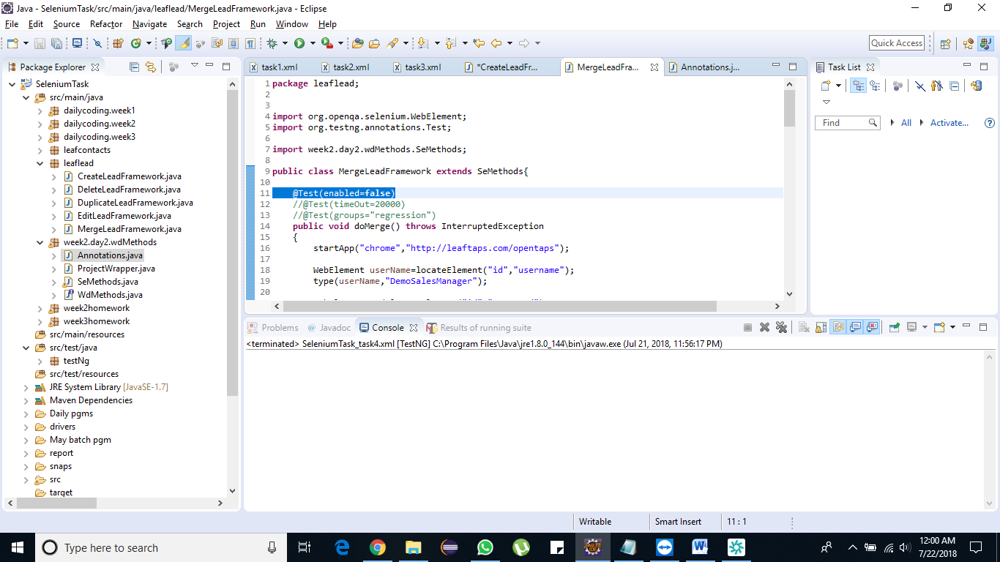 Java - SeleniumTask/src/main/java/leaflead/MergeLeadFramework.java - Eclipse
File Edit Source Refactor Navigate Search Project Run Window Help
Quick Access
Package Explorer
SeleniumTask
src/main/java
dailycoding.week1
dailycoding.week2
dailycoding.week3
leafcontacts
leaflead
CreateLeadFramework.java
DeleteLeadFramework.java
DuplicateLeadFramework.java
EditLeadFramework.java
MergeLeadFramework.java
week2.day2.wdMethods
Annotations.java
ProjectWrapper.java
SeMethods.java
WdMethods.java
week2homework
week3homework
src/main/resources
src/test/java
testNg
src/test/resources
JRE System Library [JavaSE-1.7]
Maven Dependencies
Daily pgms
drivers
May batch pgm
report
snaps
src
target
task1.xml task2.xml task3.xml *CreateLeadFr... MergeLeadFra... Annotations.j...
1 package leaflead;
2
3
4 import org.openqa.selenium.WebElement;
5 import org.testng.annotations.Test;
6
7 import week2.day2.wdMethods.SeMethods;
8
9 public class MergeLeadFramework extends SeMethods{
10
11 @Test(enabled=false)
12 //@Test(timeOut=20000)
13 //@Test(groups="regression")
14 public void doMerge() throws InterruptedException
15 {
16 startApp("chrome","http://leaftaps.com/opentaps");
17
18 WebElement userName=locateElement("id","username");
19 type(userName,"DemoSalesManager");
20
Task List
Find All Activate...
Problems @ Javadoc Console Results of running suite
<terminated> SeleniumTask_task4.xml [TestNG] C:\Program Files\Java\jre1.8.0_144\bin\javaw.exe (Jul 21, 2018, 11:56:17 PM)
Writable Smart Insert 11 : 1
Type here to search
12:00 AM
7/22/2018